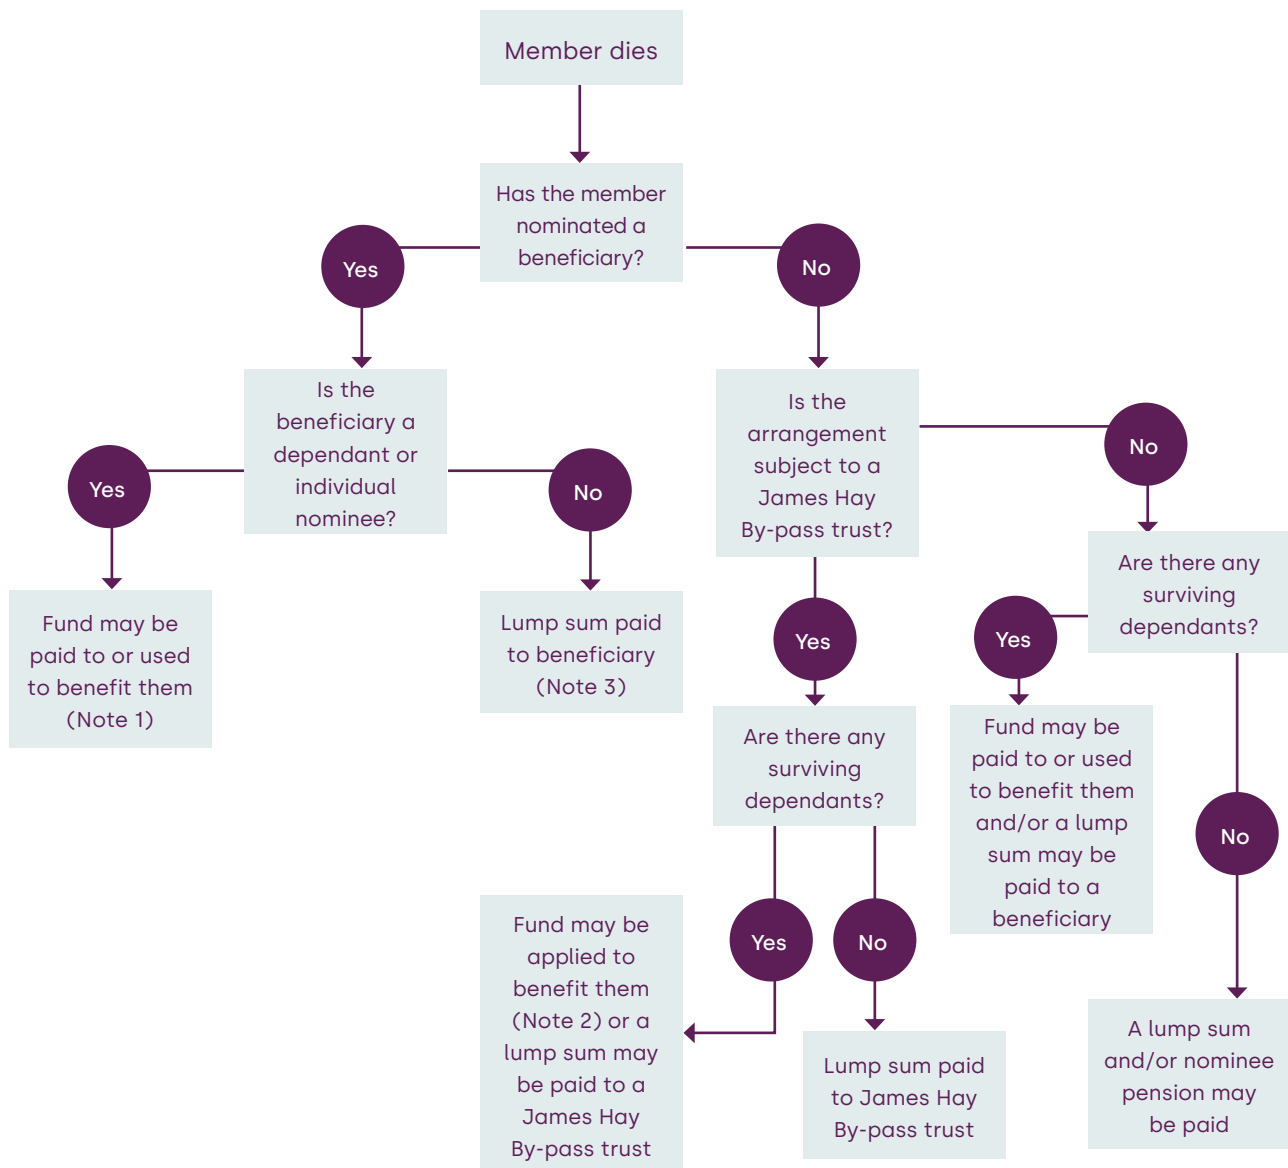 Member dies
Has the member
nominated a
beneficiary?
Yes
No
Is the
beneficiary a
dependant or
individual
nominee?
Is the
arrangement
subject to a
James Hay
By-pass trust?
Yes
No
No
Fund may be
paid to or used
to benefit them
(Note 1)
Lump sum paid
to beneficiary
(Note 3)
Yes
Are there any
surviving
dependants?
Yes
Are there any
surviving
dependants?
Fund may be
paid to or used
to benefit them
and/or a lump
sum may be
paid to a
beneficiary
No
Yes
No
Fund may be
applied to
benefit them
(Note 2) or a
lump sum may
be paid to a
James Hay
By-pass trust
Lump sum paid
to James Hay
By-pass trust
A lump sum
and/or nominee
pension may
be paid